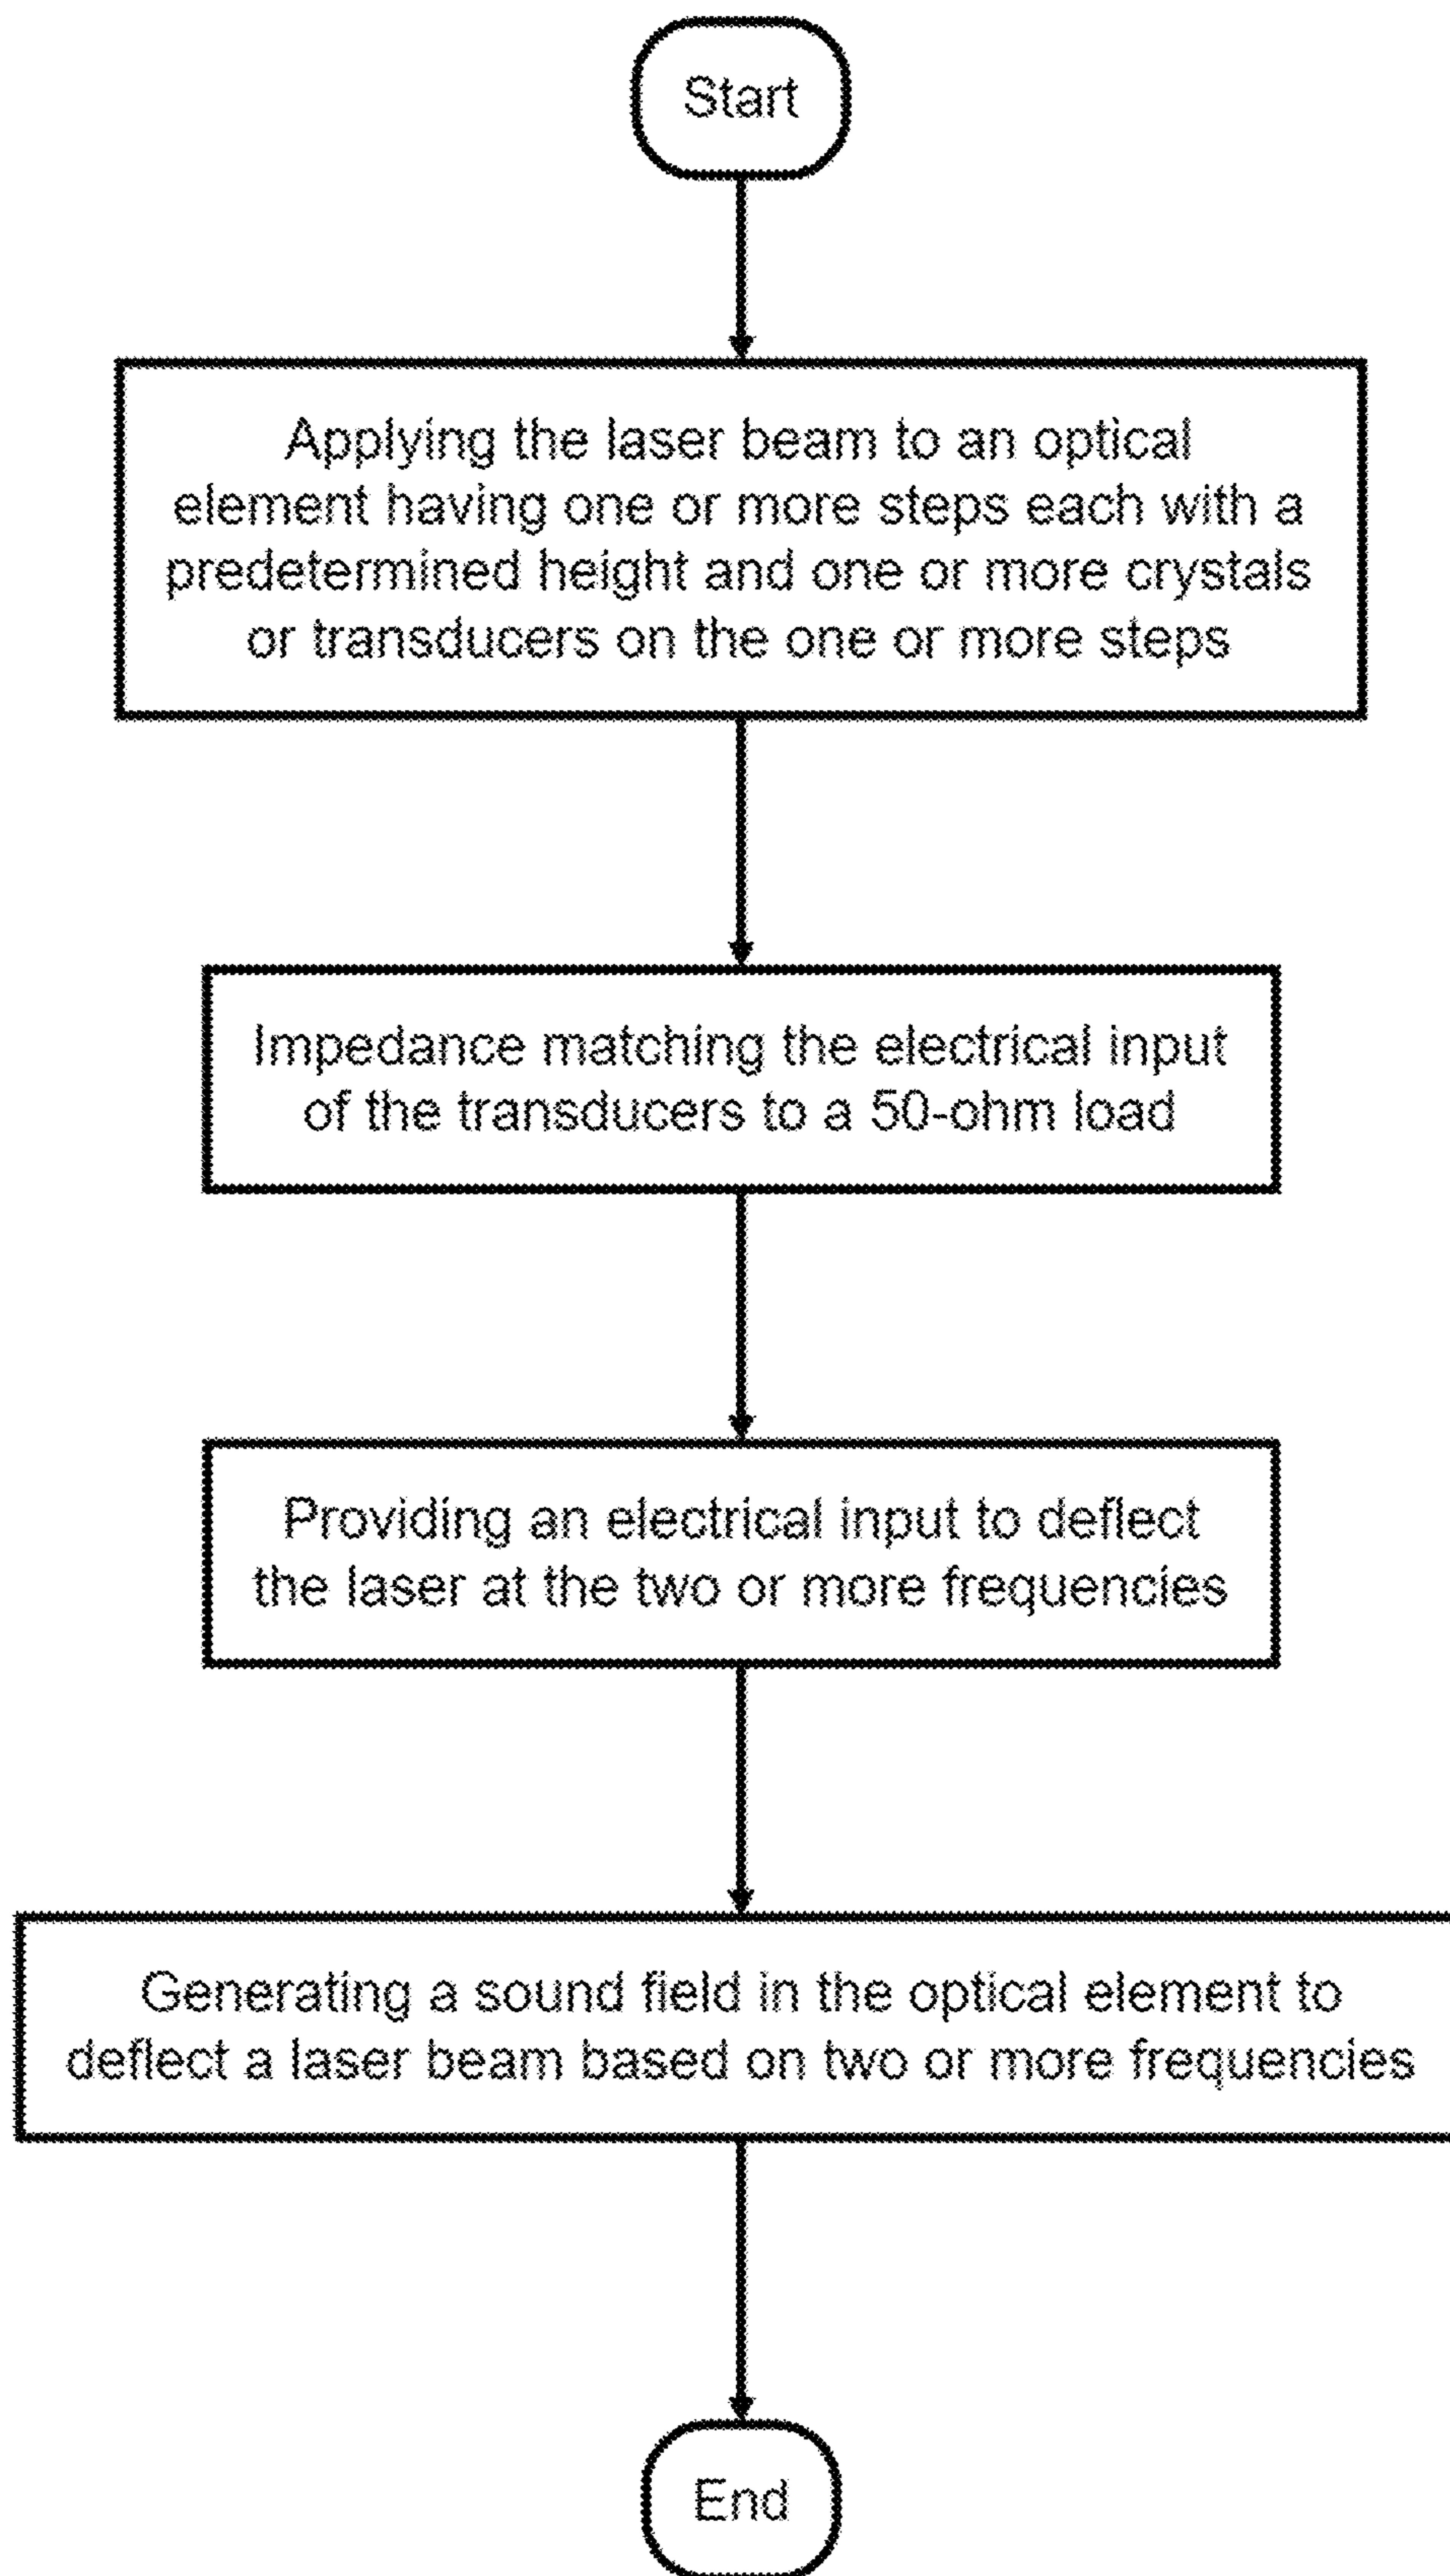 Start
Applying the laser beam to an optical
element having one or more steps each with a
predetermined height and one or more crystals
or transducers on the one or more steps
Impedance matching the electrical input
of the transducers to a 50-ohm load
Providing an electrical input to deflect
the laser at the two or more frequencies
Generating a sound field in the optical element to
deflect a laser beam based on two or more frequencies
End